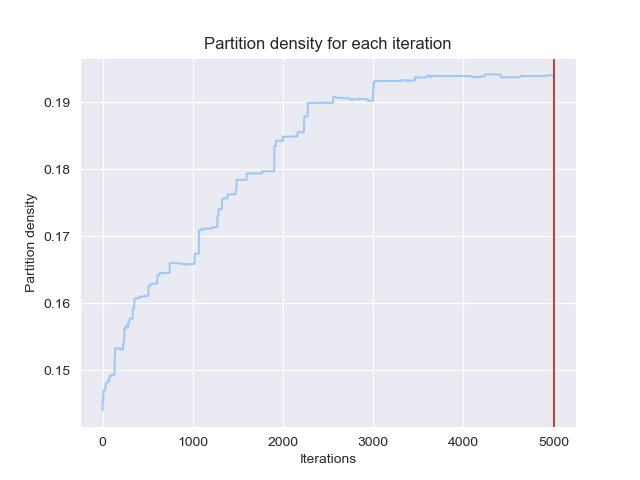 Partition density for each iteration
Partition density
0.19
0.18
0.17
0.16
0.15
0 1000 2000 3000 4000 5000
Iterations